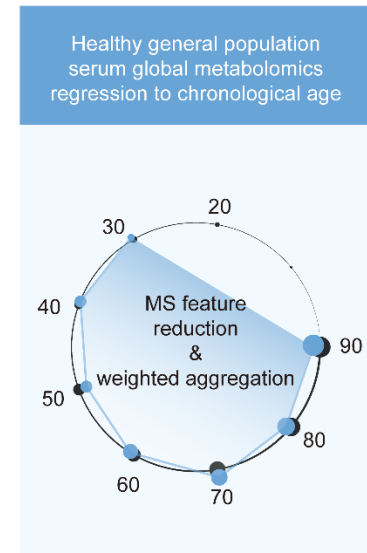 Healthy general population
serum global metabolomics
regression to chronological age
20
30
40
MS feature
reduction
&
weighted aggregation
90
50
80
60
70